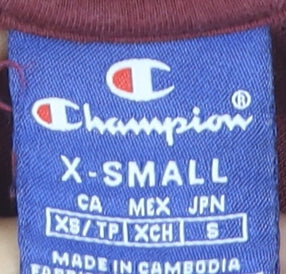 Champion®
X-SMALL
CA MEX JPN
XS/TP XCH S
MADE IN CAMBODIA